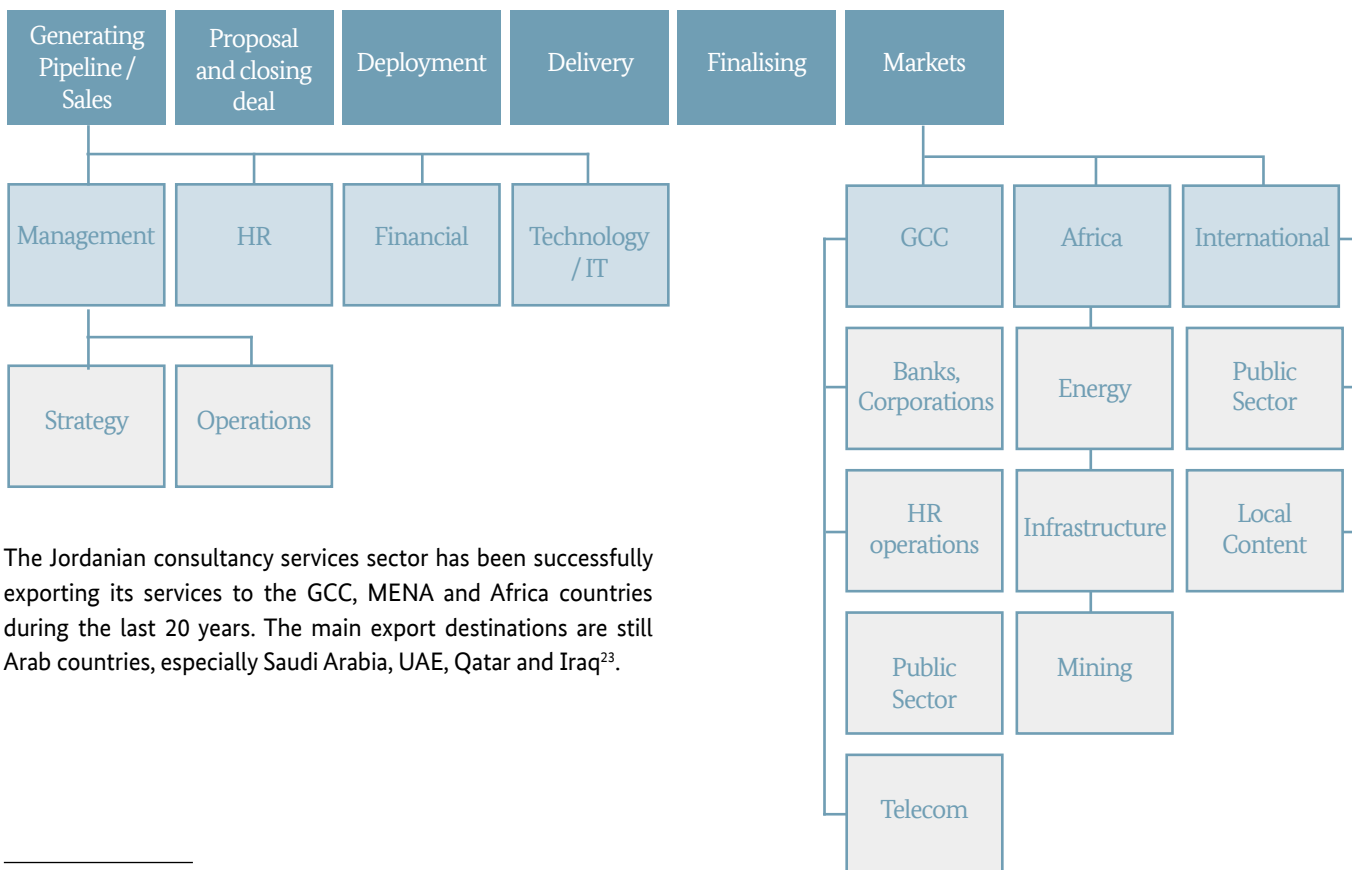 Generating
Pipeline /
Sales
Proposal
and closing
deal
Deployment
Delivery
Finalising
Markets
Management
HR
Financial
Technology
/ IT
Strategy
Operations
GCC
Africa
International
Banks,
Corporations
Energy
Public
Sector
HR
operations
Infrastructure
Local
Content
Public
Sector
Mining
Telecom
The Jordanian consultancy services sector has been successfully
exporting its services to the GCC, MENA and Africa countries
during the last 20 years. The main export destinations are still
Arab countries, especially Saudi Arabia, UAE, Qatar and Iraq²³.